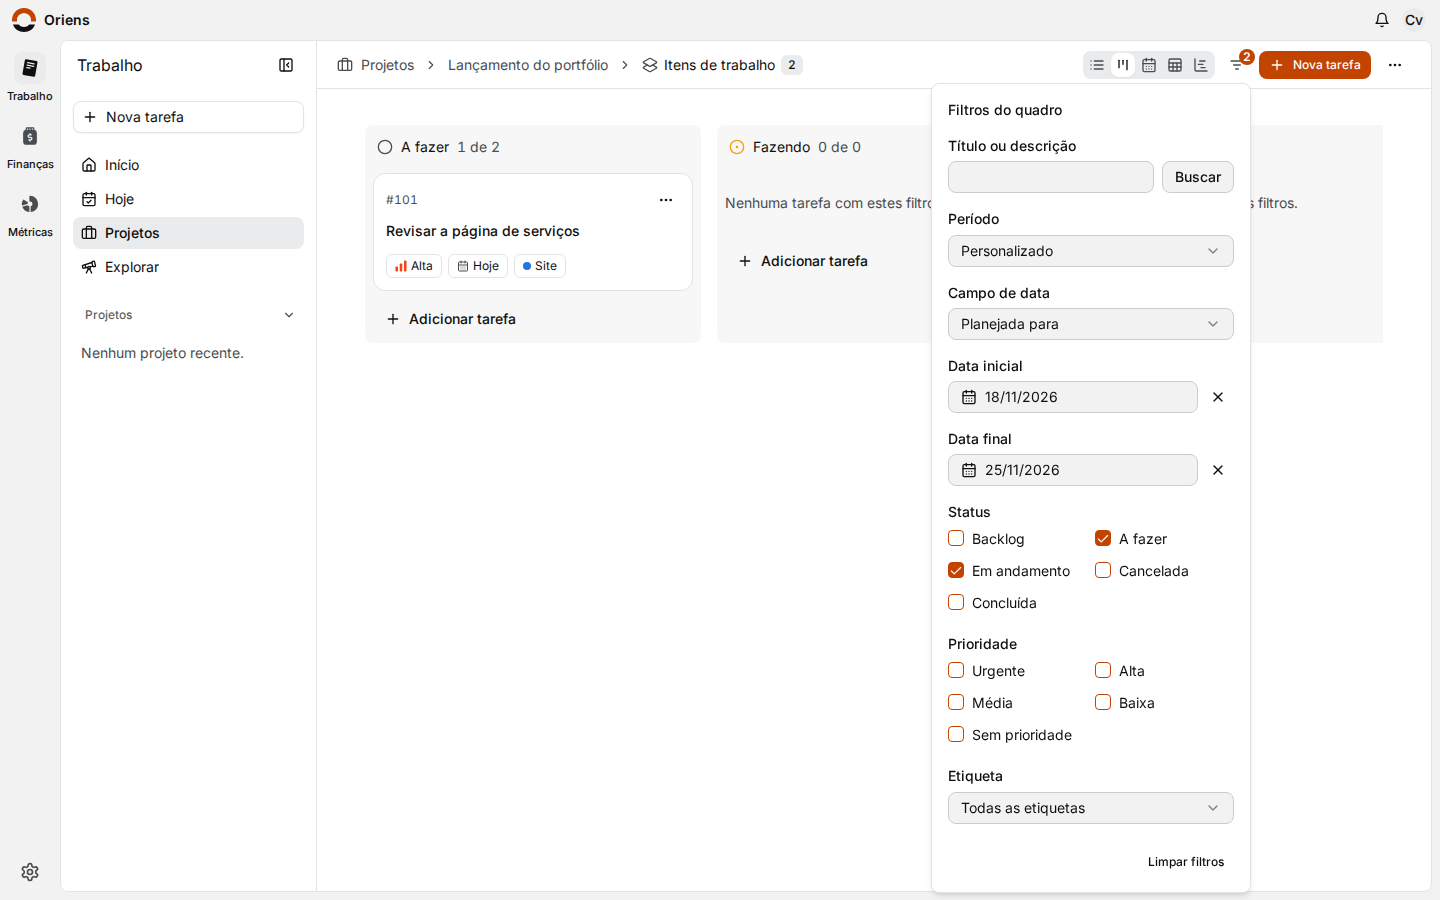 Oriens
Cv
Trabalho
Finanças
Métricas
Trabalho
Nova tarefa
Início
Hoje
Projetos
Explorar
Projetos
Nenhum projeto recente.
Projetos
Lançamento do portfólio
Itens de trabalho 2
2
Nova tarefa
A fazer 1 de 2
#101
Revisar a página de serviços
Alta
Hoje
Site
Adicionar tarefa
Fazendo 0 de 0
Nenhuma tarefa com estes filtro
Adicionar tarefa
s filtros.
Filtros do quadro
Título ou descrição
Buscar
Período
Personalizado
Campo de data
Planejada para
Data inicial
18/11/2026
Data final
25/11/2026
Status
Backlog
A fazer
Em andamento
Cancelada
Concluída
Prioridade
Urgente
Alta
Média
Baixa
Sem prioridade
Etiqueta
Todas as etiquetas
Limpar filtros